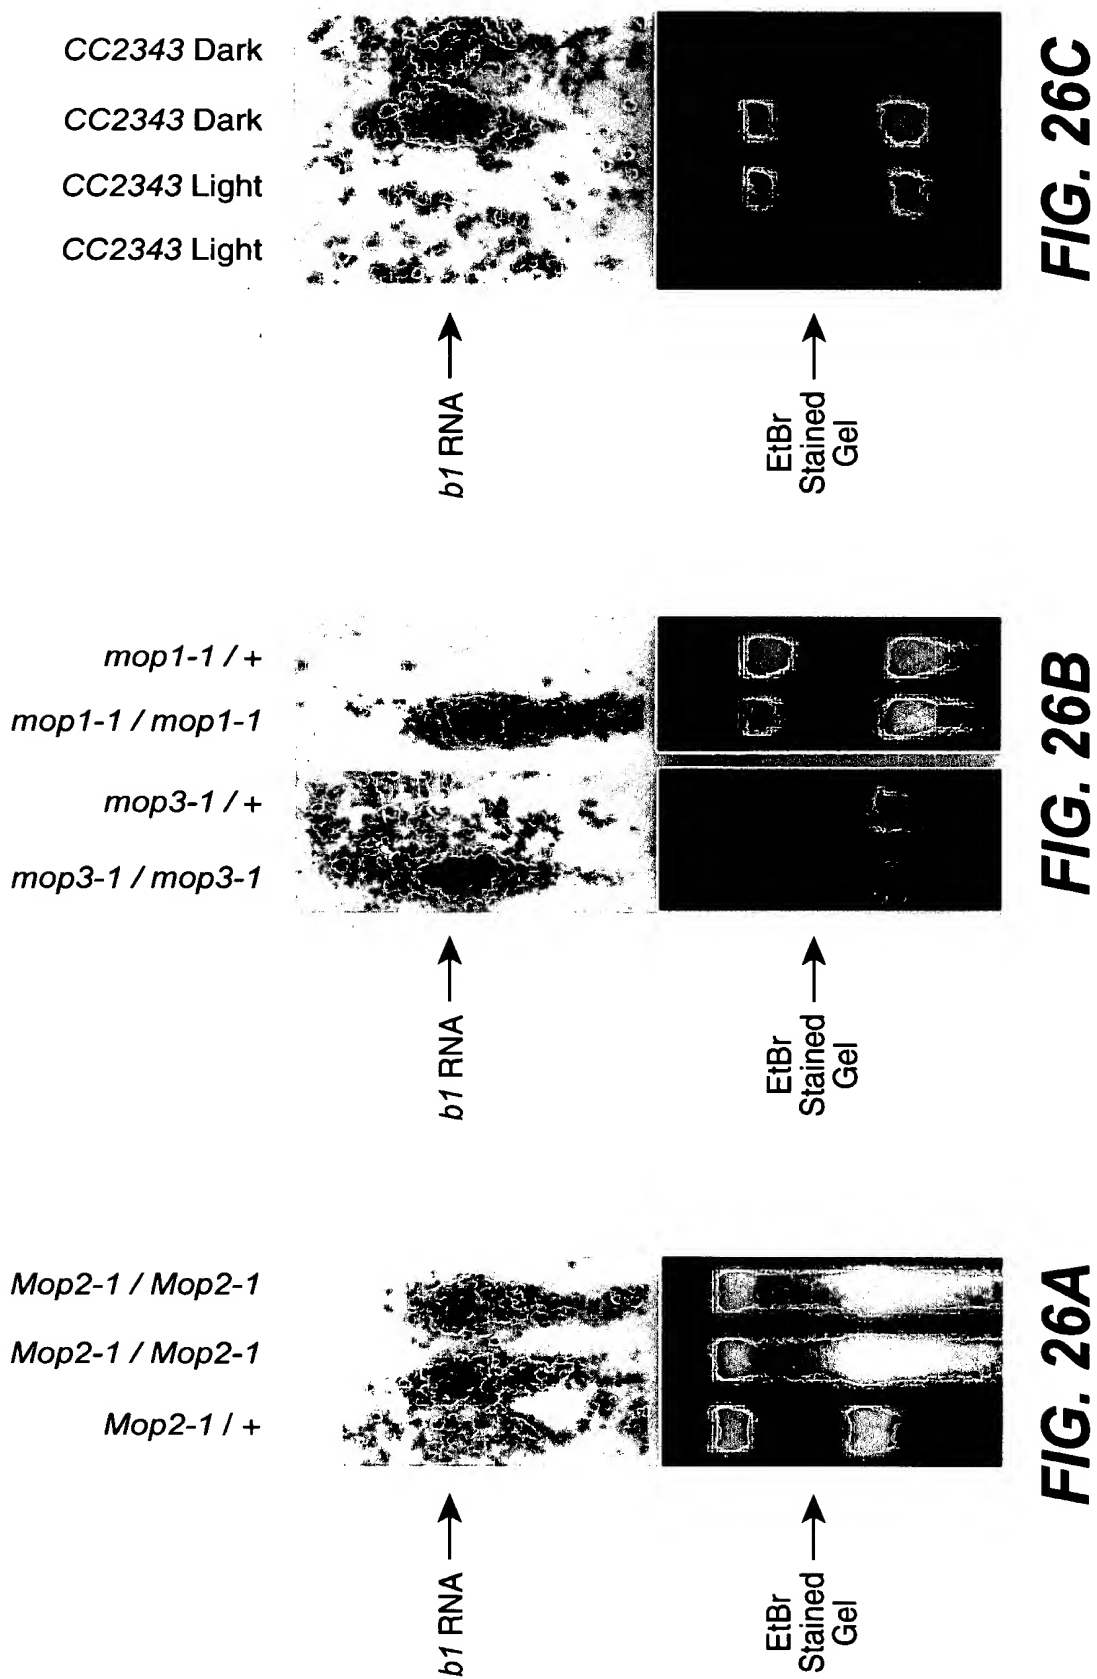 CC2343 Dark
CC2343 Dark
CC2343 Light
CC2343 Light
b1 RNA
EtBr
Stained
Gel
FIG. 26C
mop1-1 / +
mop1-1 / mop1-1
mop3-1 / +
mop3-1 / mop3-1
b1 RNA
EtBr
Stained
Gel
FIG. 26B
Mop2-1 / Mop2-1
Mop2-1 / Mop2-1
Mop2-1 / +
b1 RNA
EtBr
Stained
Gel
FIG. 26A